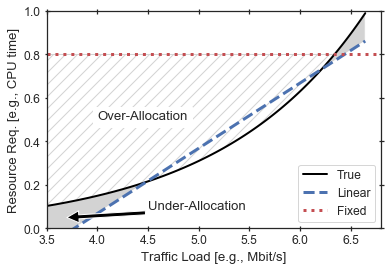 1.0
0.8
0.6
0.4
0.2
0.0
Resource Req. [e.g., CPU time]
Over-Allocation
Under-Allocation
True
Linear
Fixed
3.5 4.0 4.5 5.0 5.5 6.0 6.5
Traffic Load [e.g., Mbit/s]